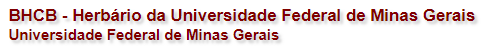 BHCB - Herbário da Universidade Federal de Minas Gerais
Universidade Federal de Minas Gerais